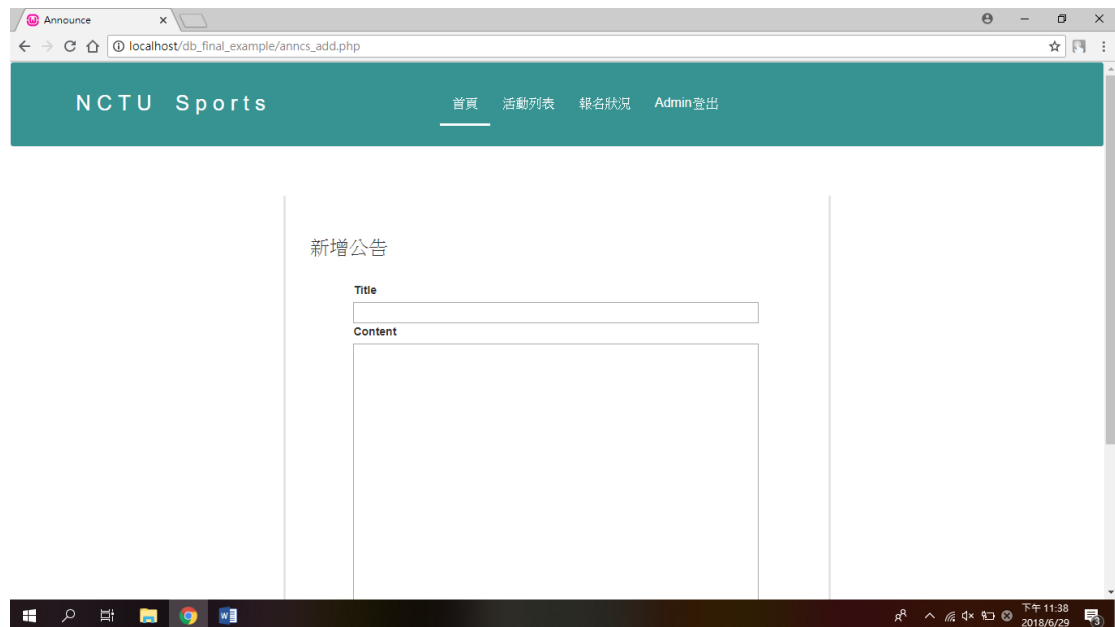 Announce
localhost/db_final_example/anncs_add.php
NCTU Sports
首頁 活動列表 報名狀況 Admin登出
新增公告
Title
Content
下午 11:38
2018/6/29
3